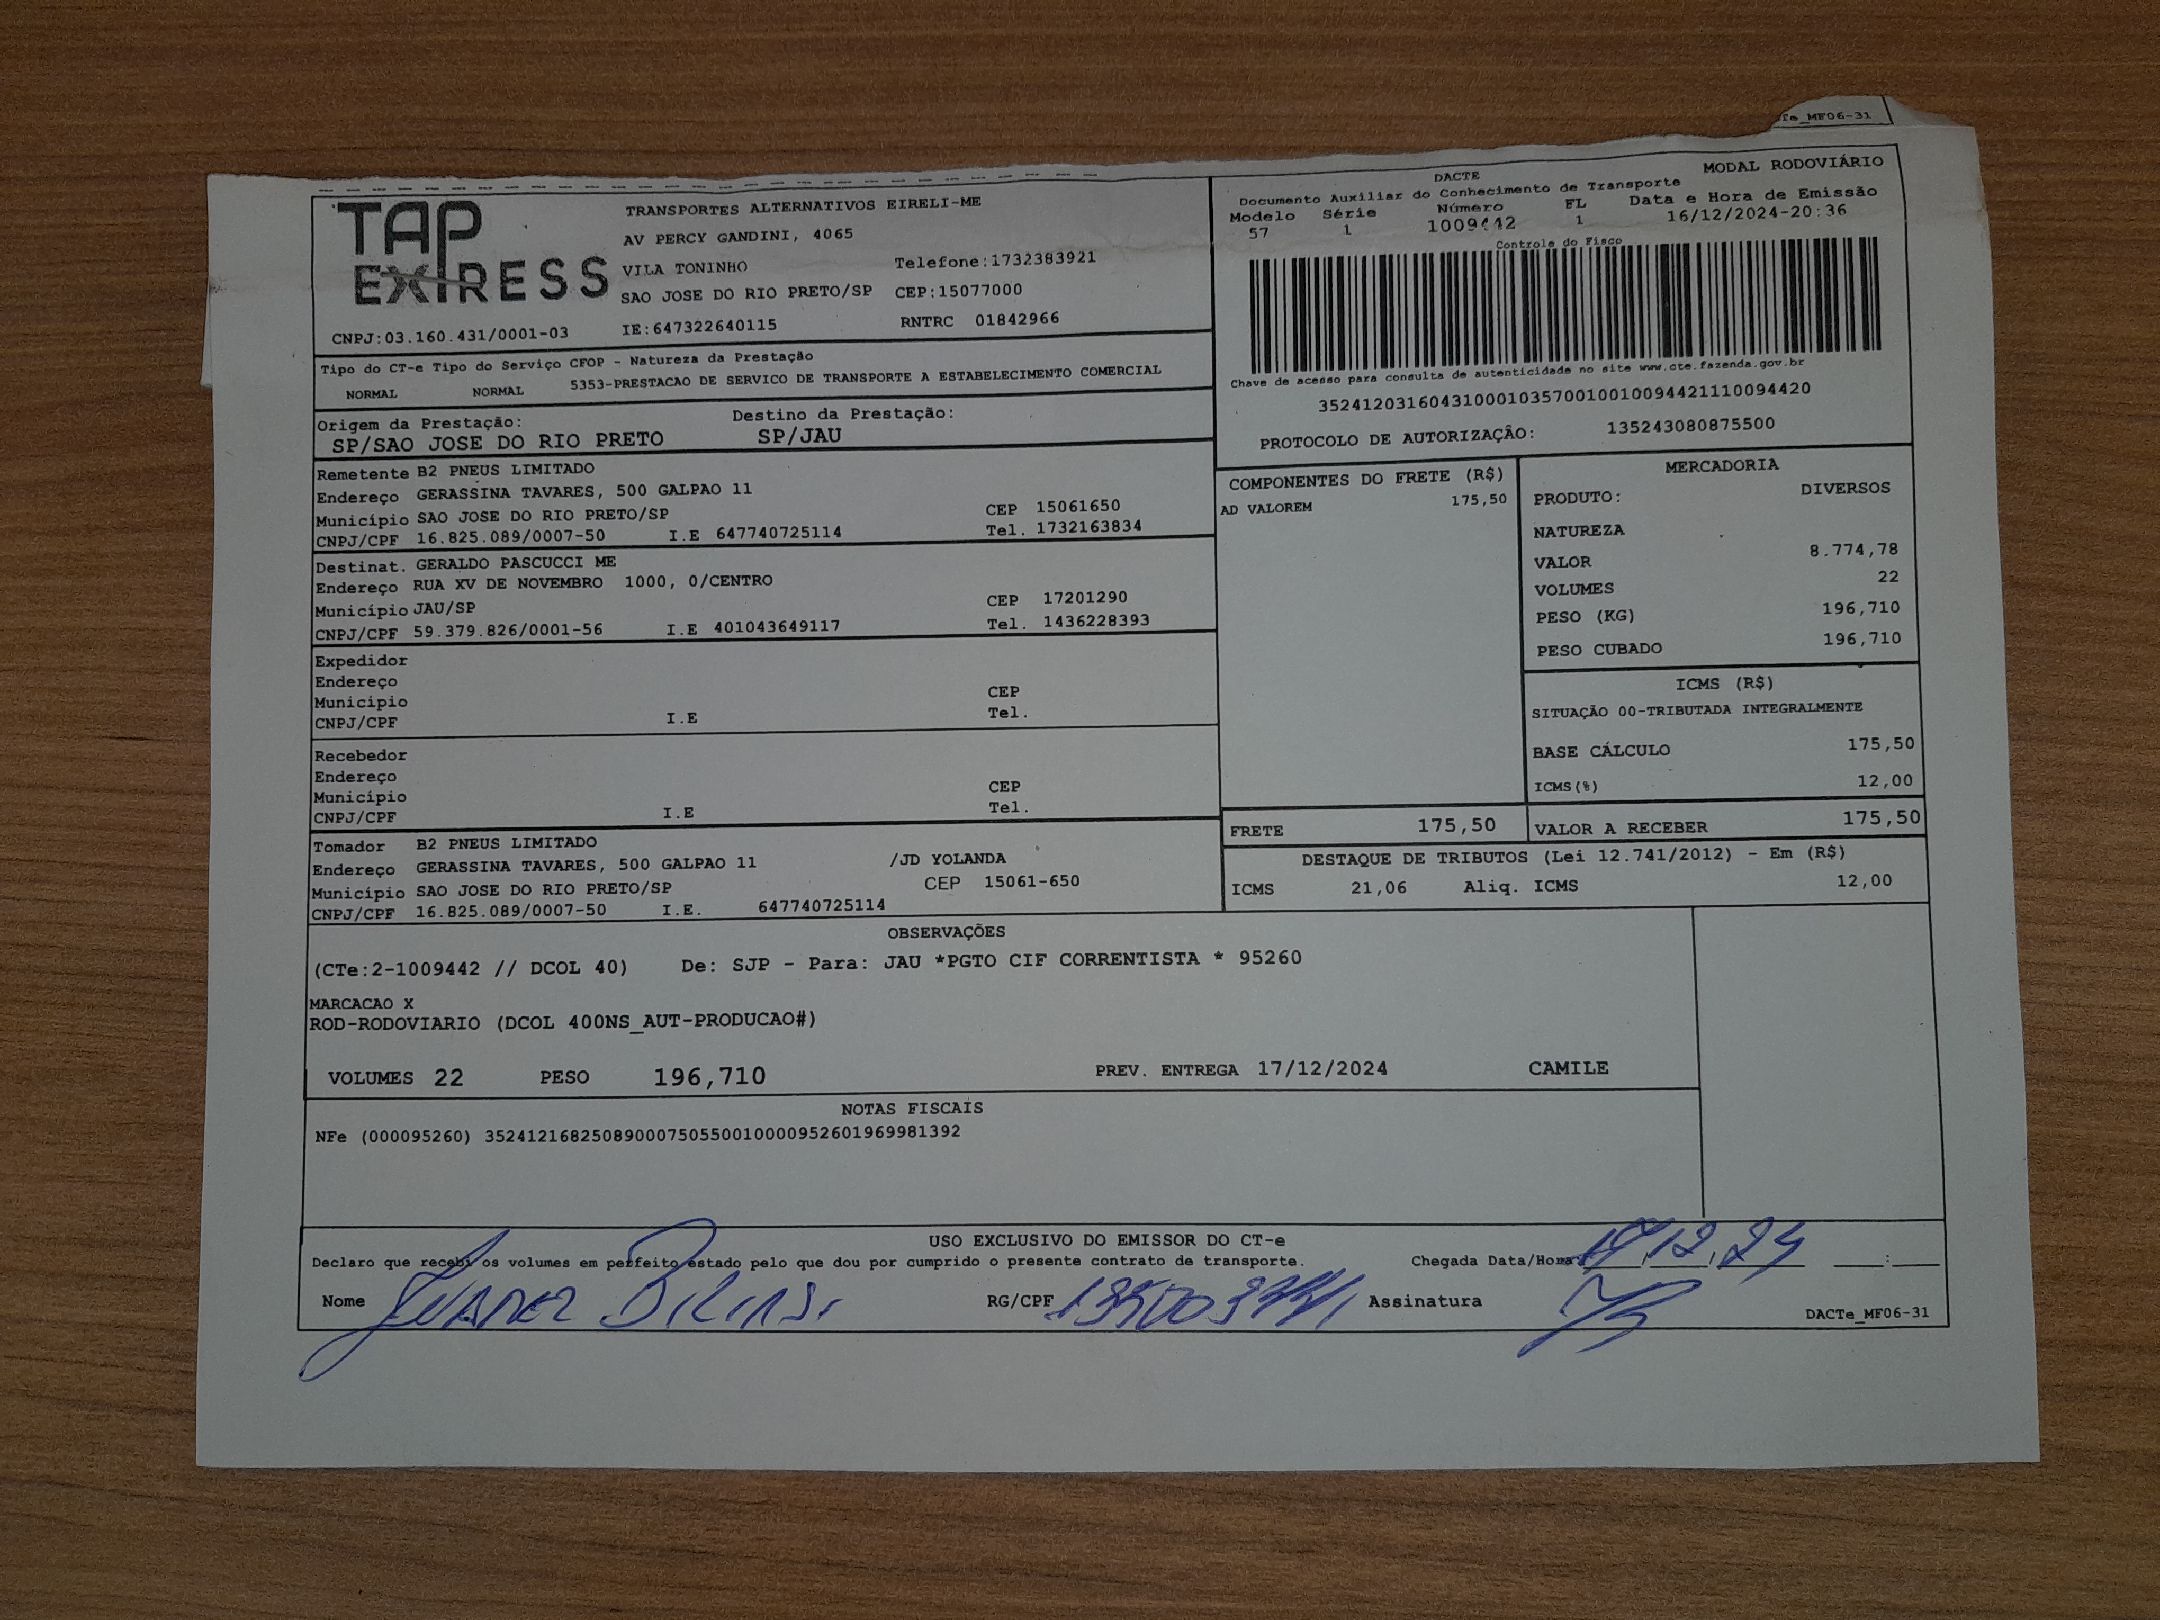 Te_MF06-31
TAP
EXPRESS
TRANSPORTES ALTERNATIVOS EIRELI-ME
AV PERCY GANDINI, 4065
VILA TONINHO Telefone:1732383921
SAO JOSE DO RIO PRETO/SP CEP:15077000
CNPJ:03.160.431/0001-03 IE:647322640115 RNTRC 01842966
DACTE MODAL RODOVIÁRIO
Documento Auxiliar do Conhecimento de Transporte
Modelo Série Número FL Data e Hora de Emissão
57 1 1009442 1 16/12/2024-20:36
Controle do Fisco
Chave de acesso para consulta de autenticidade no site www.cte.fazenda.gov.br
35241203160431000103570010010094421110094420
PROTOCOLO DE AUTORIZAÇÃO: 135243080875500
Tipo do CT-e Tipo do Serviço CFOP - Natureza da Prestação
NORMAL NORMAL 5353-PRESTACAO DE SERVICO DE TRANSPORTE A ESTABELECIMENTO COMERCIAL
Origem da Prestação: Destino da Prestação:
SP/SAO JOSE DO RIO PRETO SP/JAU
Remetente B2 PNEUS LIMITADO
Endereço GERASSINA TAVARES, 500 GALPAO 11
Município SAO JOSE DO RIO PRETO/SP CEP 15061650
CNPJ/CPF 16.825.089/0007-50 I.E 647740725114 Tel. 1732163834
Destinat. GERALDO PASCUCCI ME
Endereço RUA XV DE NOVEMBRO 1000, 0/CENTRO
Município JAU/SP CEP 17201290
CNPJ/CPF 59.379.826/0001-56 I.E 401043649117 Tel. 1436228393
Expedidor
Endereço
Município CEP
CNPJ/CPF I.E Tel.
Recebedor
Endereço
Município CEP
CNPJ/CPF I.E Tel.
Tomador B2 PNEUS LIMITADO
Endereço GERASSINA TAVARES, 500 GALPAO 11 /JD YOLANDA
Município SAO JOSE DO RIO PRETO/SP CEP 15061-650
CNPJ/CPF 16.825.089/0007-50 I.E. 647740725114
COMPONENTES DO FRETE (R$)
AD VALOREM 175,50
MERCADORIA
PRODUTO: DIVERSOS
NATUREZA
VALOR 8.774,78
VOLUMES 22
PESO (KG) 196,710
PESO CUBADO 196,710
ICMS (R$)
SITUAÇÃO 00-TRIBUTADA INTEGRALMENTE
BASE CÁLCULO 175,50
ICMS(%) 12,00
FRETE 175,50 VALOR A RECEBER 175,50
DESTAQUE DE TRIBUTOS (Lei 12.741/2012) - Em (R$)
ICMS 21,06 Aliq. ICMS 12,00
OBSERVAÇÕES
(CTe:2-1009442 // DCOL 40) De: SJP - Para: JAU *PGTO CIF CORRENTISTA * 95260
MARCACAO X
ROD-RODOVIARIO (DCOL 400NS_AUT-PRODUCAO#)
VOLUMES 22 PESO 196,710 PREV. ENTREGA 17/12/2024 CAMILE
NOTAS FISCAIS
NFe (000095260) 35241216825089000750550010000952601969981392
USO EXCLUSIVO DO EMISSOR DO CT-e
Declaro que recebi os volumes em perfeito estado pelo que dou por cumprido o presente contrato de transporte. Chegada Data/Hora 12, 24 :
Nome RG/CPF Assinatura
DACTe_MF06-31